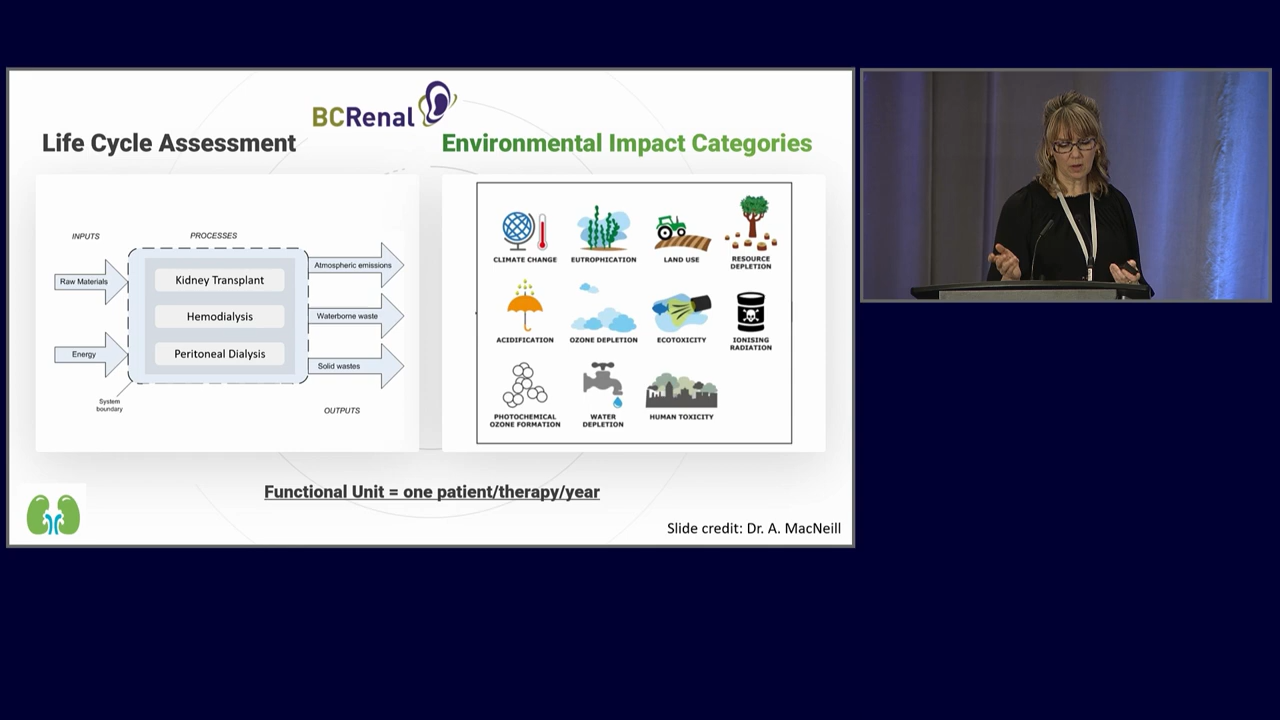 BCRenal
Life Cycle Assessment
Environmental Impact Categories
INPUTS
PROCESSES
Raw Materials
Energy
System
boundary
Kidney Transplant
Hemodialysis
Peritoneal Dialysis
Atmospheric emissions
Waterborne waste
Solid wastes
OUTPUTS
CLIMATE CHANGE
EUTROPHICATION
LAND USE
RESOURCE
DEPLETION
ACIDIFICATION
OZONE DEPLETION
ECOTOXICITY
IONISING
RADIATION
PHOTOCHEMICAL
OZONE FORMATION
WATER
DEPLETION
HUMAN TOXICITY
Functional Unit = one patient/therapy/year
Slide credit: Dr. A. MacNeill